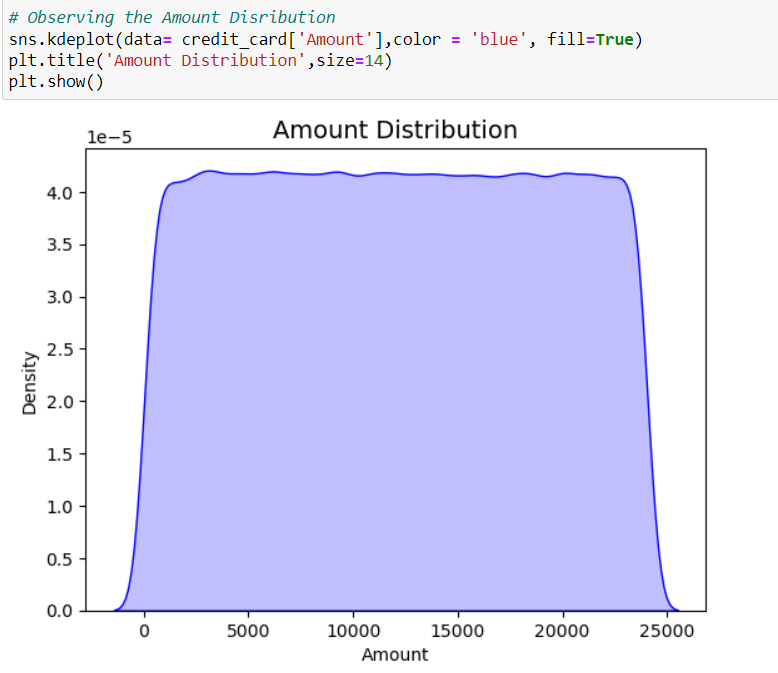 # Observing the Amount Disribution
sns.kdeplot(data= credit_card['Amount'],color = 'blue', fill=True)
plt.title('Amount Distribution',size=14)
plt.show()
Amount Distribution
1e−5
4.0
3.5
3.0
2.5
2.0
1.5
1.0
0.5
0.0
Density
0 5000 10000 15000 20000 25000
Amount